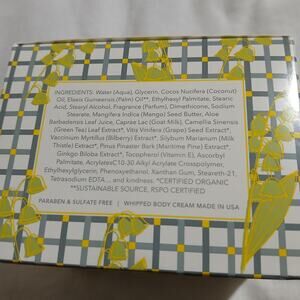 INGREDIENTS: Water (Aqua), Glycerin, Cocos Nucifera (Coconut)
Oil, Elaeis Guineensis (Palm) Oil**, Ethylhexyl Palmitate, Stearic
Acid, Stearyl Alcohol, Fragrance (Parfum), Dimethicone, Sodium
Stearate, Mangifera Indica (Mango) Seed Butter, Aloe
Barbadensis Leaf Juice, Caprae Lac (Goat Milk), Camellia Sinensis
(Green Tea) Leaf Extract*, Vitis Vinifera (Grape) Seed Extract*,
Vaccinium Myrtillus (Bilberry) Extract*, Silybum Marianum (Milk
Thistle) Extract*, Pinus Pinaster Bark (Maritime Pine) Extract*,
Ginkgo Biloba Extract*, Tocopherol (Vitamin E), Ascorbyl
Palmitate, Acrylates C10-30 Alkyl Acrylate Crosspolymer,
Ethylhexylglycerin, Phenoxyethanol, Xanthan Gum, Steareth-21,
Tetrasodium EDTA ... and kindness. *CERTIFIED ORGANIC
**SUSTAINABLE SOURCE, RSPO CERTIFIED
PARABEN & SULFATE FREE | WHIPPED BODY CREAM MADE IN USA